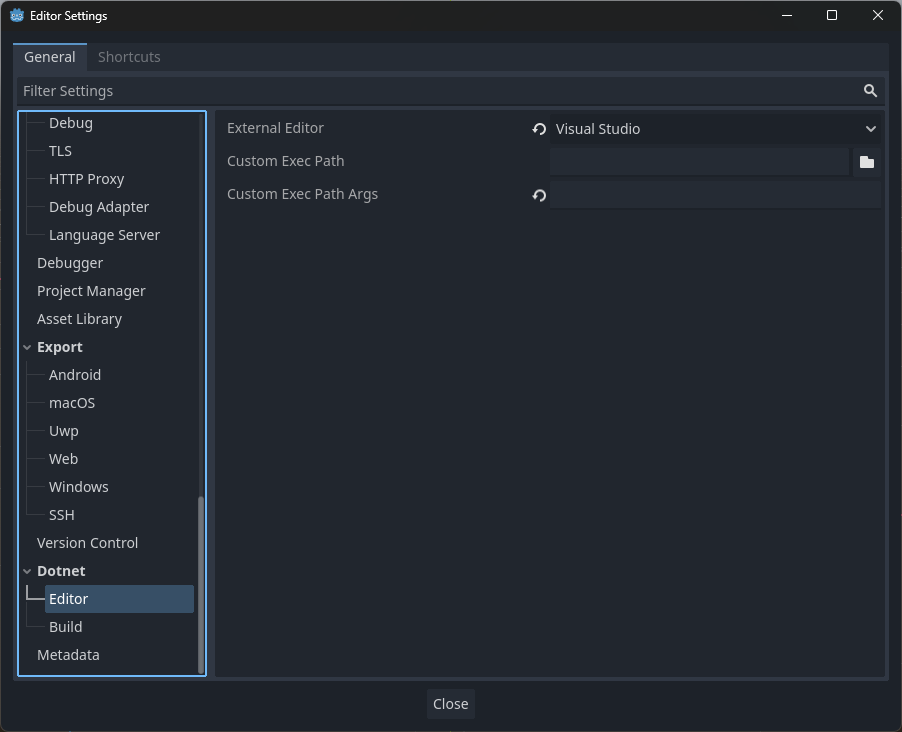 Editor Settings
General Shortcuts
Filter Settings
Debug
TLS
HTTP Proxy
Debug Adapter
Language Server
Debugger
Project Manager
Asset Library
Export
Android
macOS
Uwp
Web
Windows
SSH
Version Control
Dotnet
Editor
Build
Metadata
External Editor Visual Studio
Custom Exec Path
Custom Exec Path Args
Close